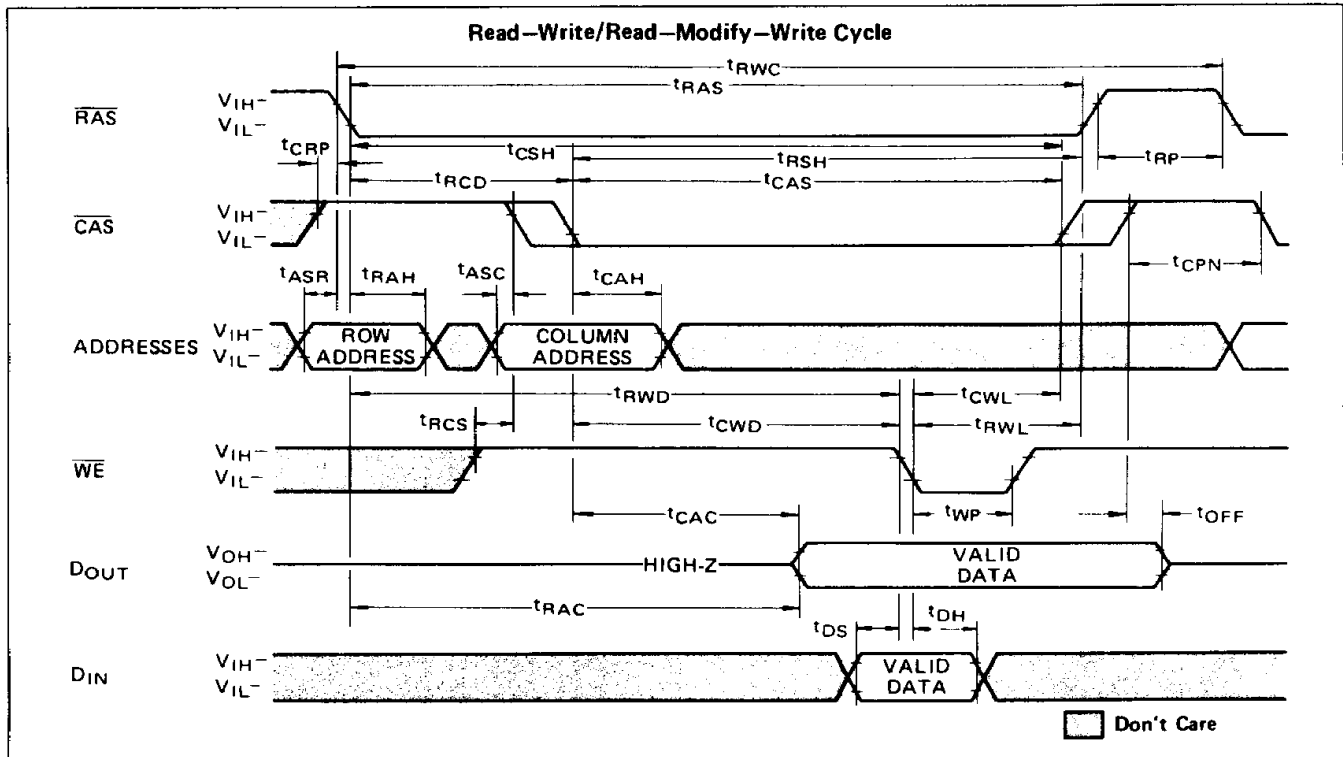 Read—Write/Read—Modify—Write Cycle
tRWC
tRAS
RAS
VIH–
VIL–
tCRP
tCSH
tRSH
tRP
tRCD
tCAS
CAS
VIH–
VIL–
tASR
tRAH
tASC
tCAH
tCPN
ADDRESSES
VIH–
VIL–
ROW
ADDRESS
COLUMN
ADDRESS
tRWD
tCWL
tRCS
tCWD
tRWL
WE
VIH–
VIL–
tCAC
tWP
tOFF
DOUT
VOH–
VOL–
HIGH-Z
VALID
DATA
tRAC
tDS
tDH
DIN
VIH–
VIL–
VALID
DATA
Don't Care